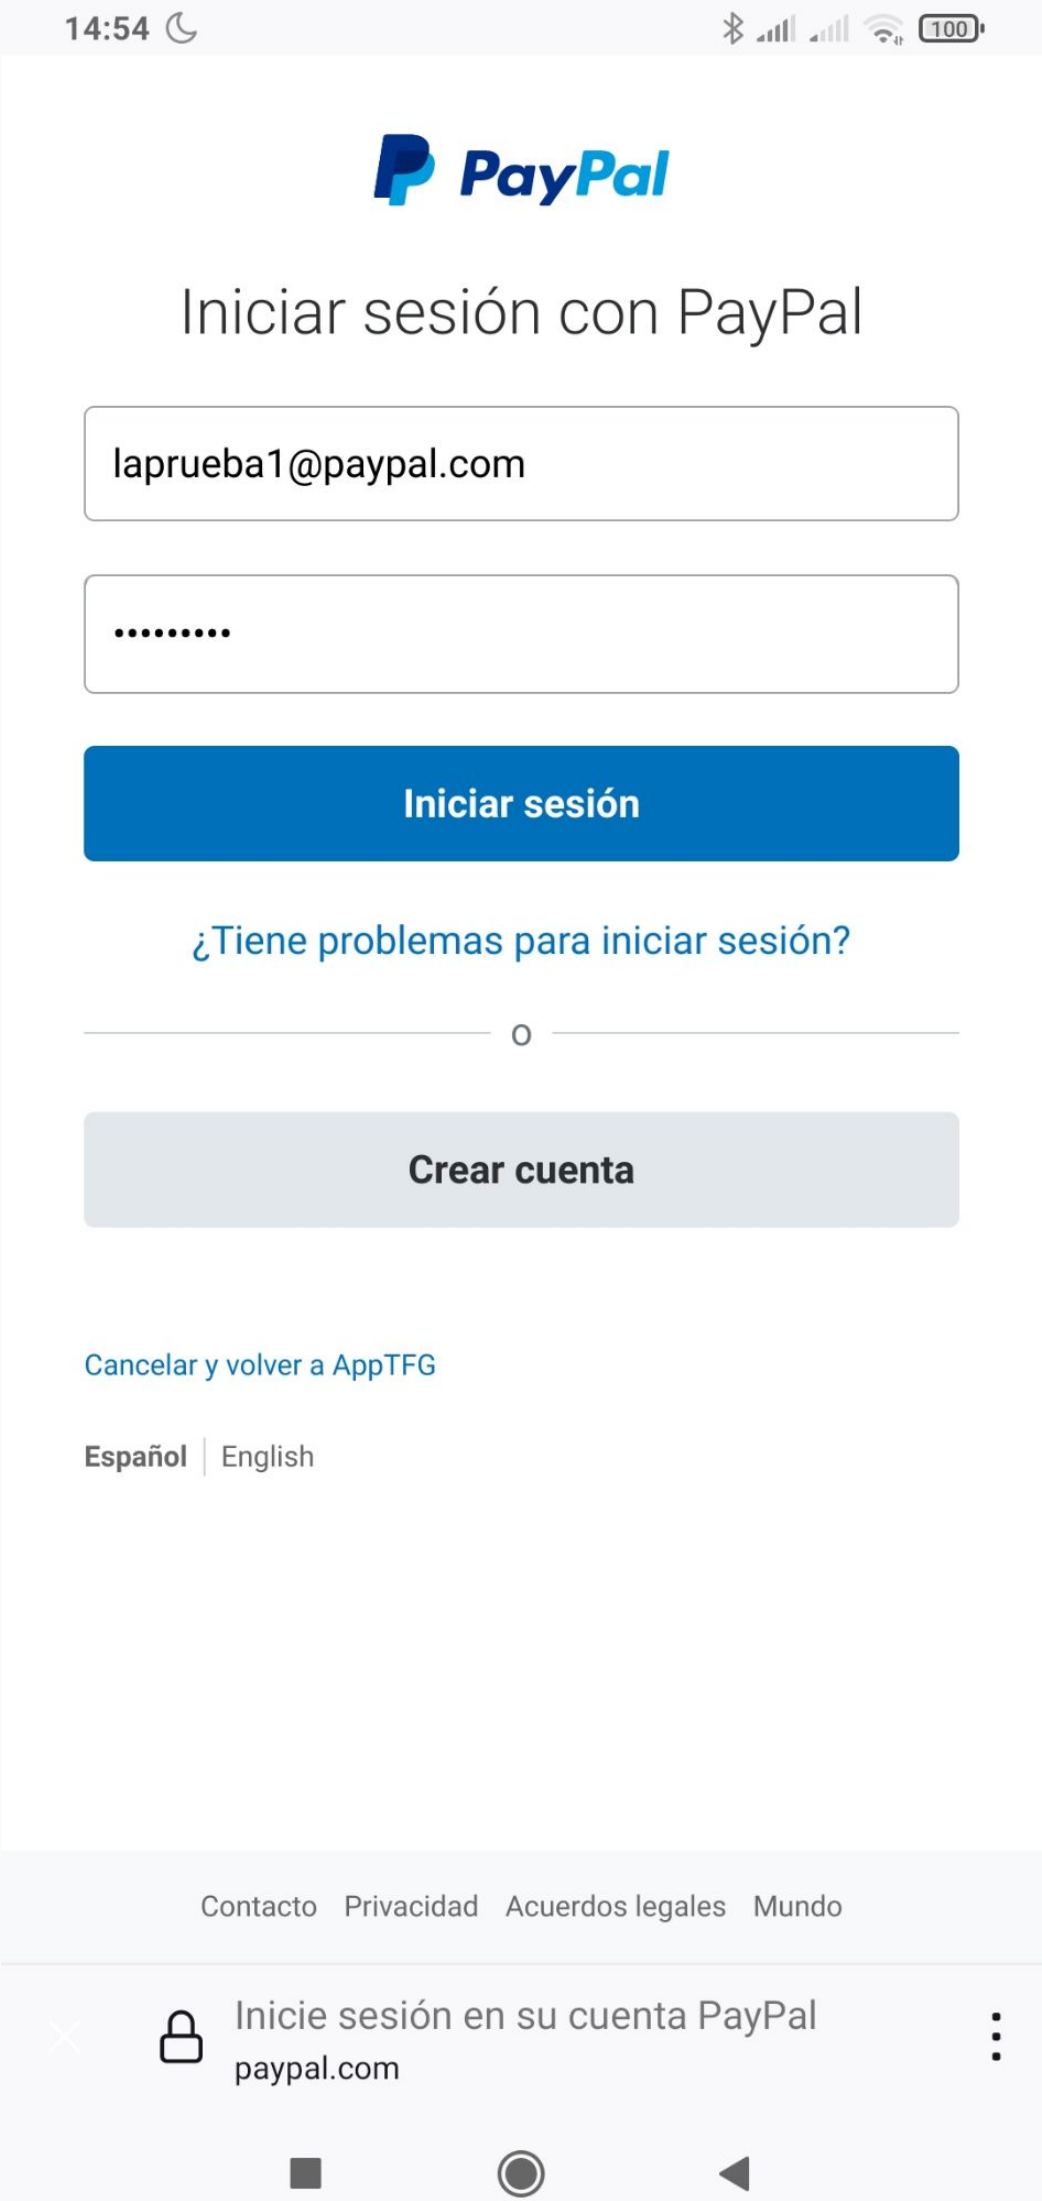 14:54
100
PayPal
Iniciar sesión con PayPal
laprueba1@paypal.com
•••••••••
Iniciar sesión
¿Tiene problemas para iniciar sesión?
o
Crear cuenta
Cancelar y volver a AppTFG
Español English
Contacto Privacidad Acuerdos legales Mundo
Inicie sesión en su cuenta PayPal
paypal.com